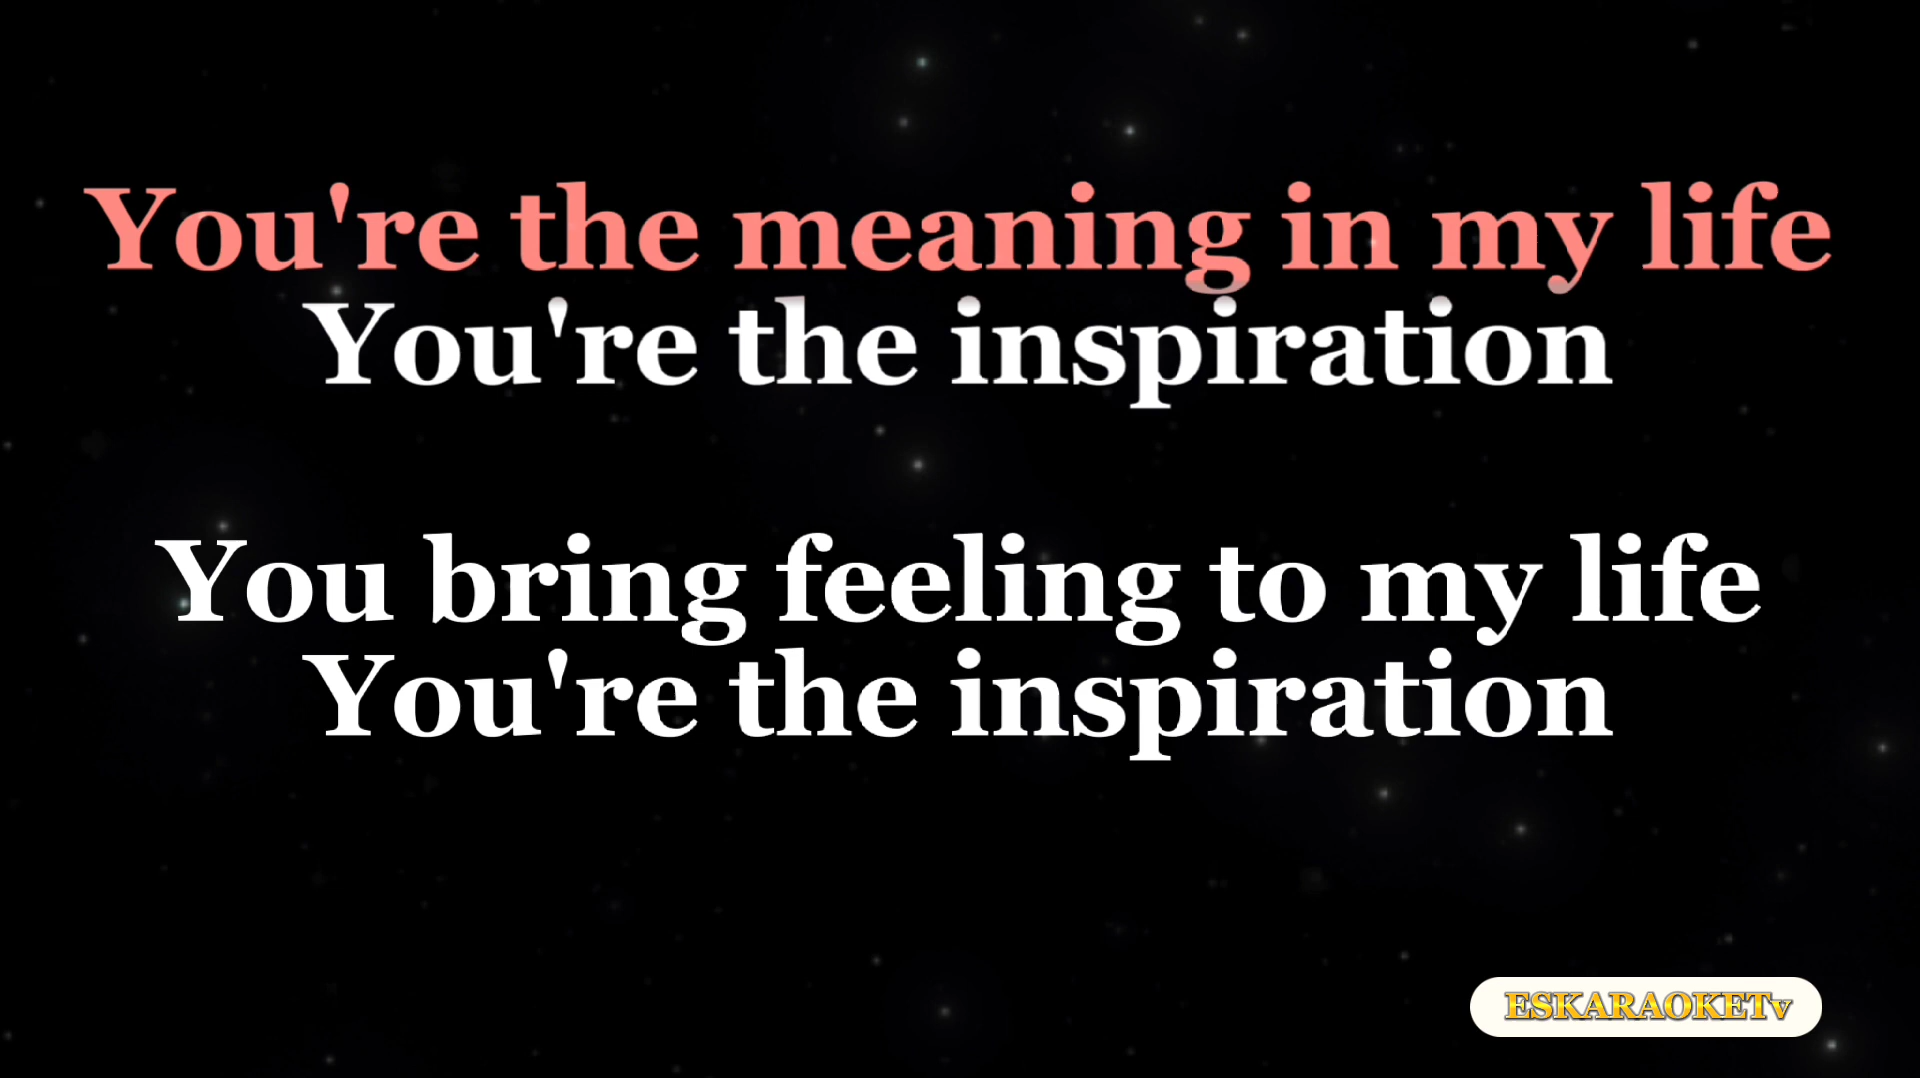 You're the meaning in my life
You're the inspiration
You bring feeling to my life
You're the inspiration
ESKARAOKETv